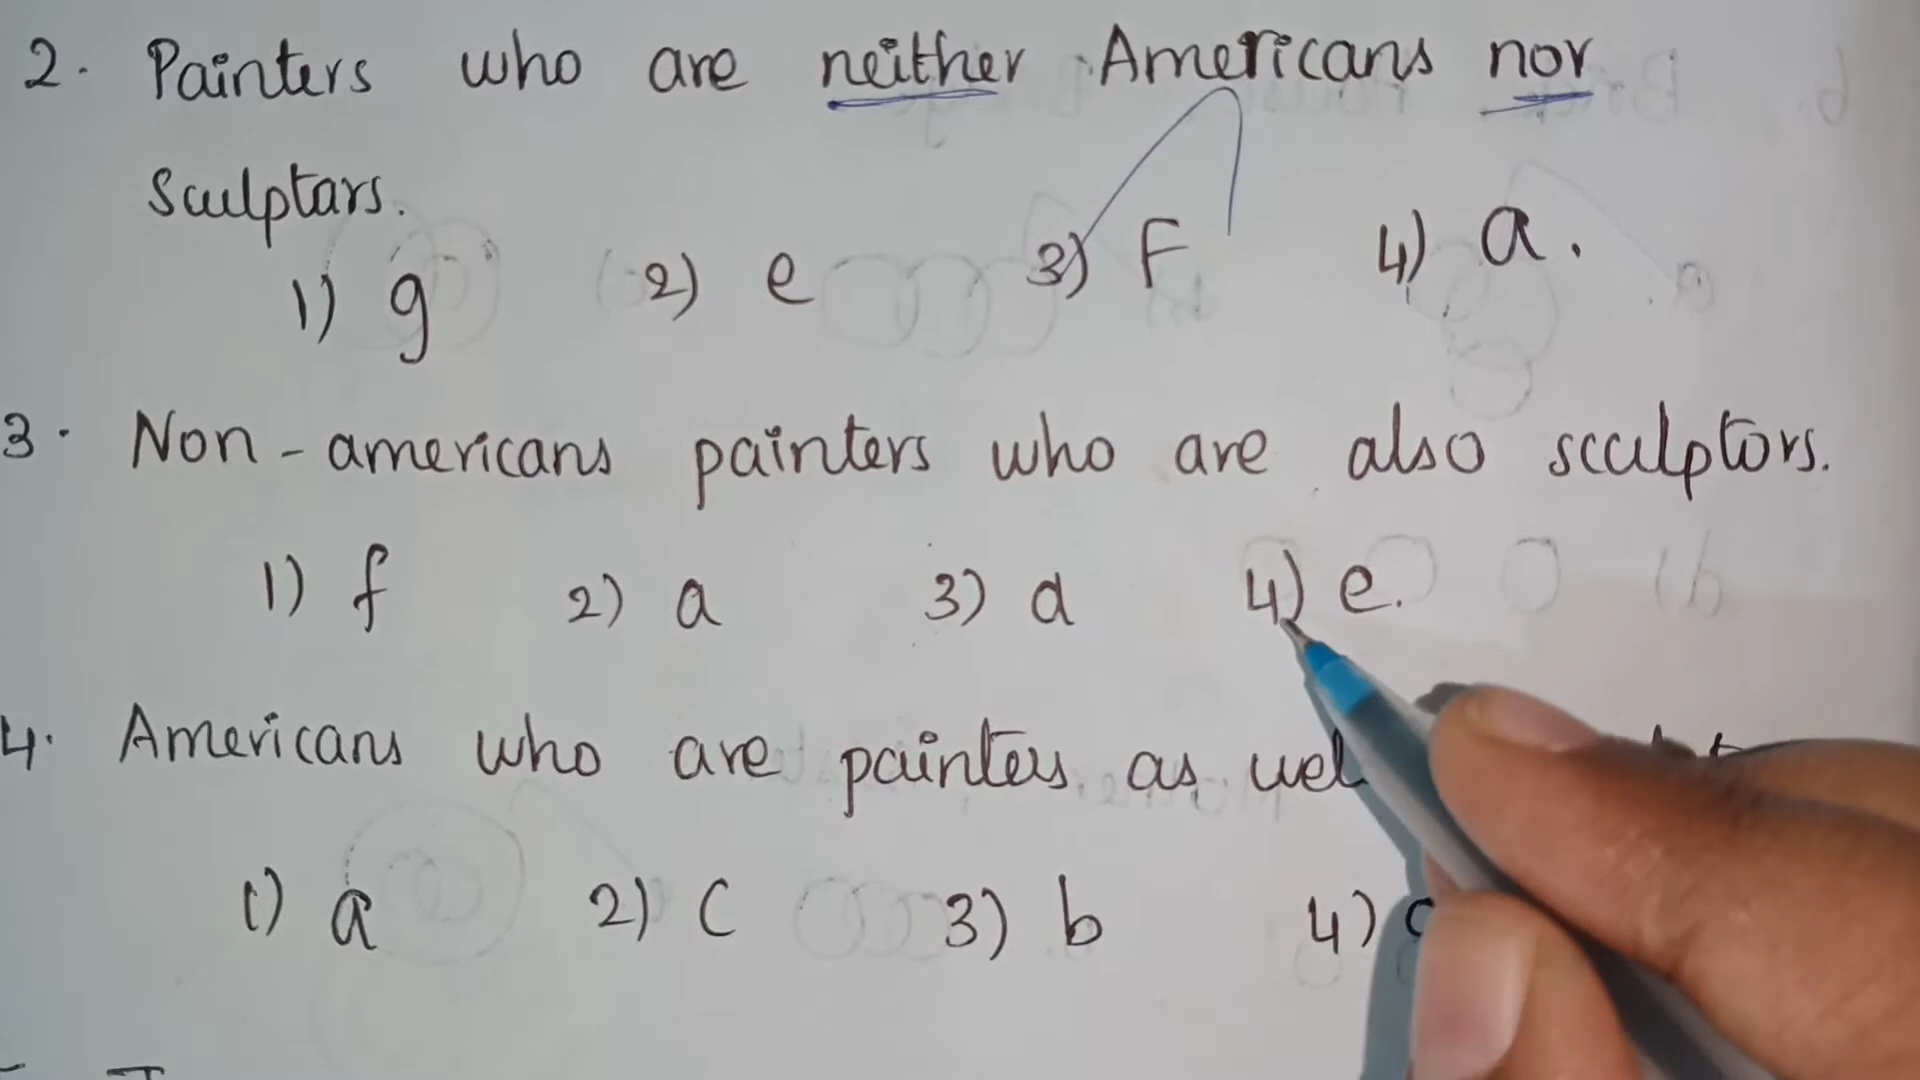 2. Painters who are neither Americans nor
Sculptars.
1) g 2) e 3) F 4) a.
3. Non-americans painters who are also sculptors.
1) f 2) a 3) d 4) e.
4. Americans who are painters as wel
1) a 2) c 3) b 4)